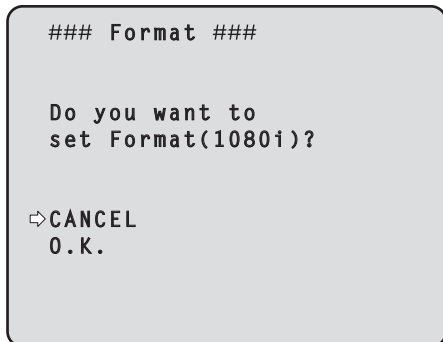 ### Format ###
Do you want to
set Format(1080i)?
⇨CANCEL
O.K.